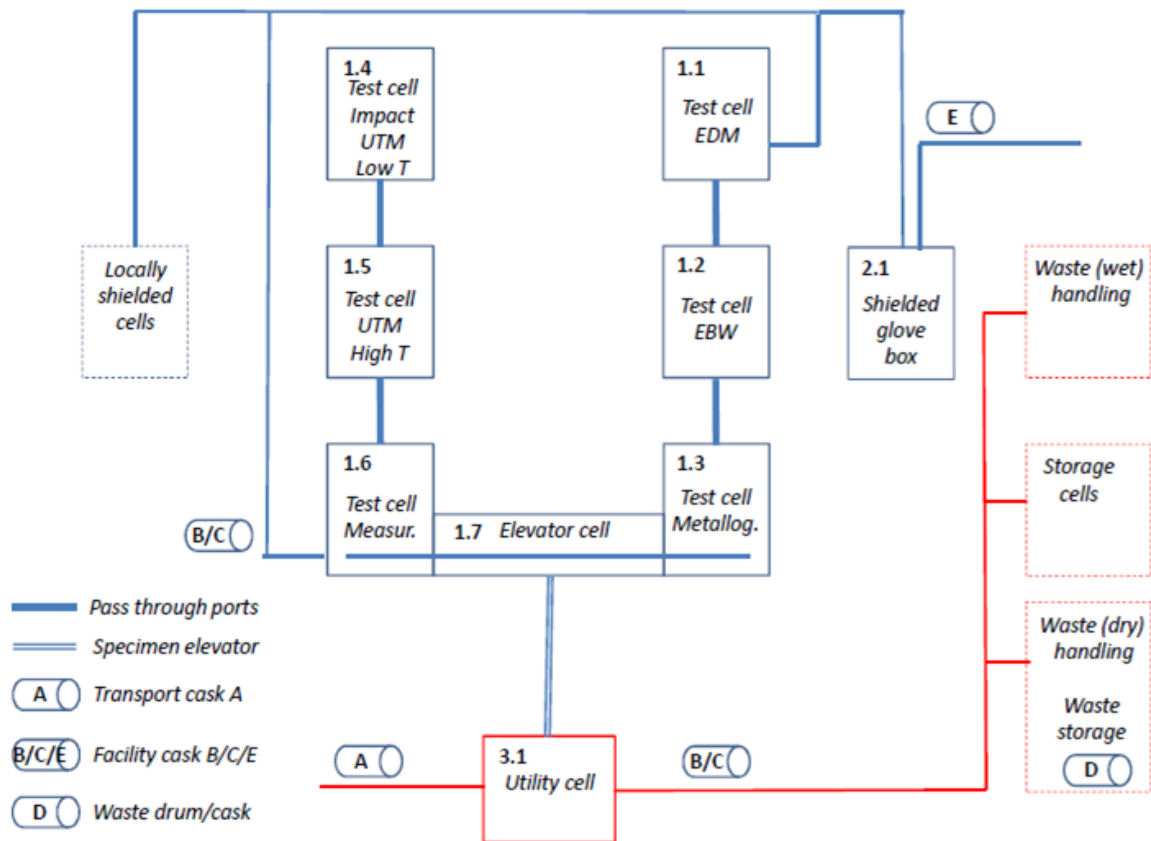 1.4
Test cell
Impact
UTM
Low T
1.1
Test cell
EDM
E
Locally
shielded
cells
1.5
Test cell
UTM
High T
1.2
Test cell
EBW
2.1
Shielded
glove
box
Waste (wet)
handling
1.6
Test cell
Measur.
1.7 Elevator cell
1.3
Test cell
Metallog.
Storage
cells
B/C
Pass through ports
Specimen elevator
A Transport cask A
B/C/E Facility cask B/C/E
D Waste drum/cask
A
3.1
Utility cell
B/C
Waste (dry)
handling
Waste
storage
D